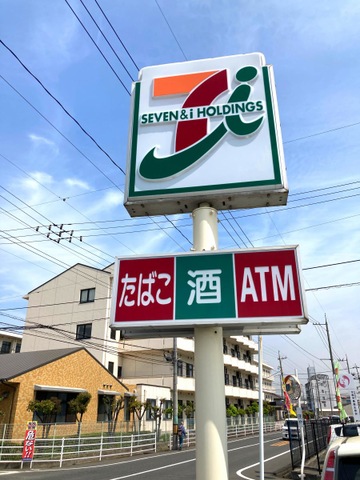 SEVEN & i HOLDINGS
たばこ 酒 ATM